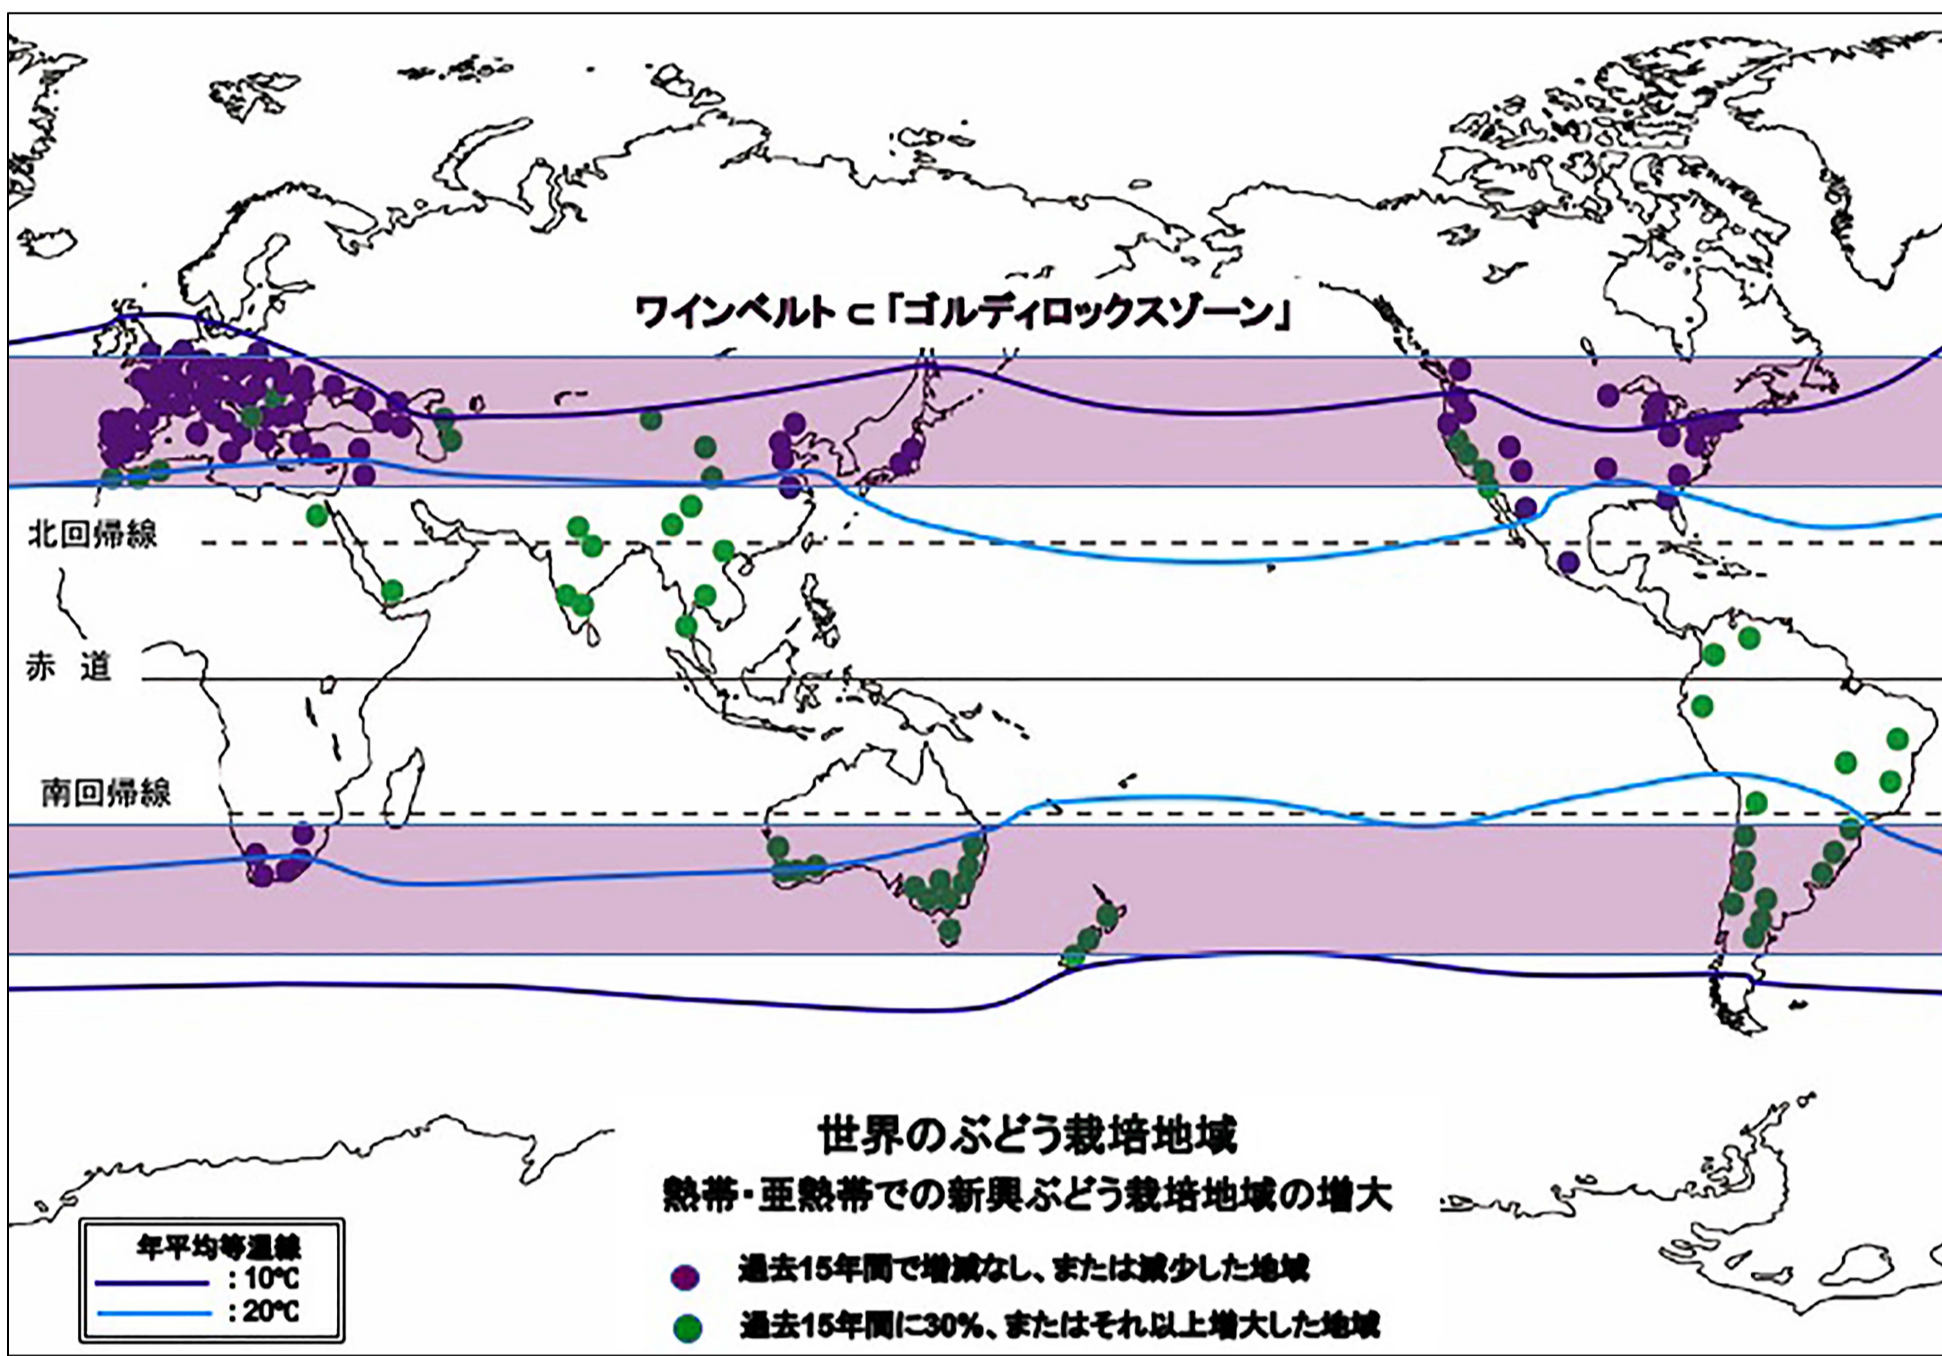 ワインベルト⊂「ゴルディロックスゾーン」
北回帰線
赤 道
南回帰線
世界のぶどう栽培地域
熱帯・亜熱帯での新興ぶどう栽培地域の増大
過去15年間で増減なし、または減少した地域
過去15年間に30%、またはそれ以上増大した地域
年平均等温線
：10℃
：20℃